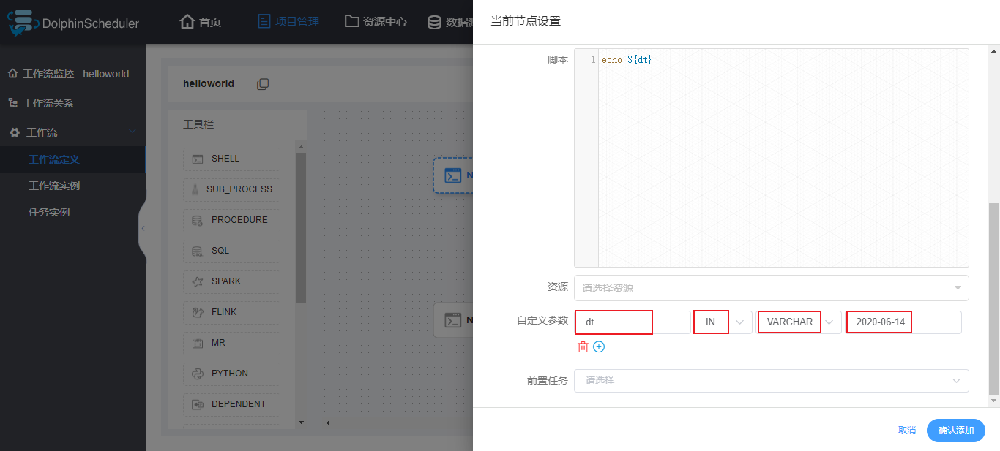 DolphinScheduler
首页
项目管理
资源中心
数据源
工作流监控 - helloworld
工作流关系
工作流
工作流定义
工作流实例
任务实例
helloworld
工具栏
SHELL
SUB_PROCESS
PROCEDURE
SQL
SPARK
FLINK
MR
PYTHON
DEPENDENT
N
N
当前节点设置
脚本
1 echo ${dt}
资源 请选择资源
自定义参数 dt IN VARCHAR 2020-06-14
前置任务 请选择
取消 确认添加